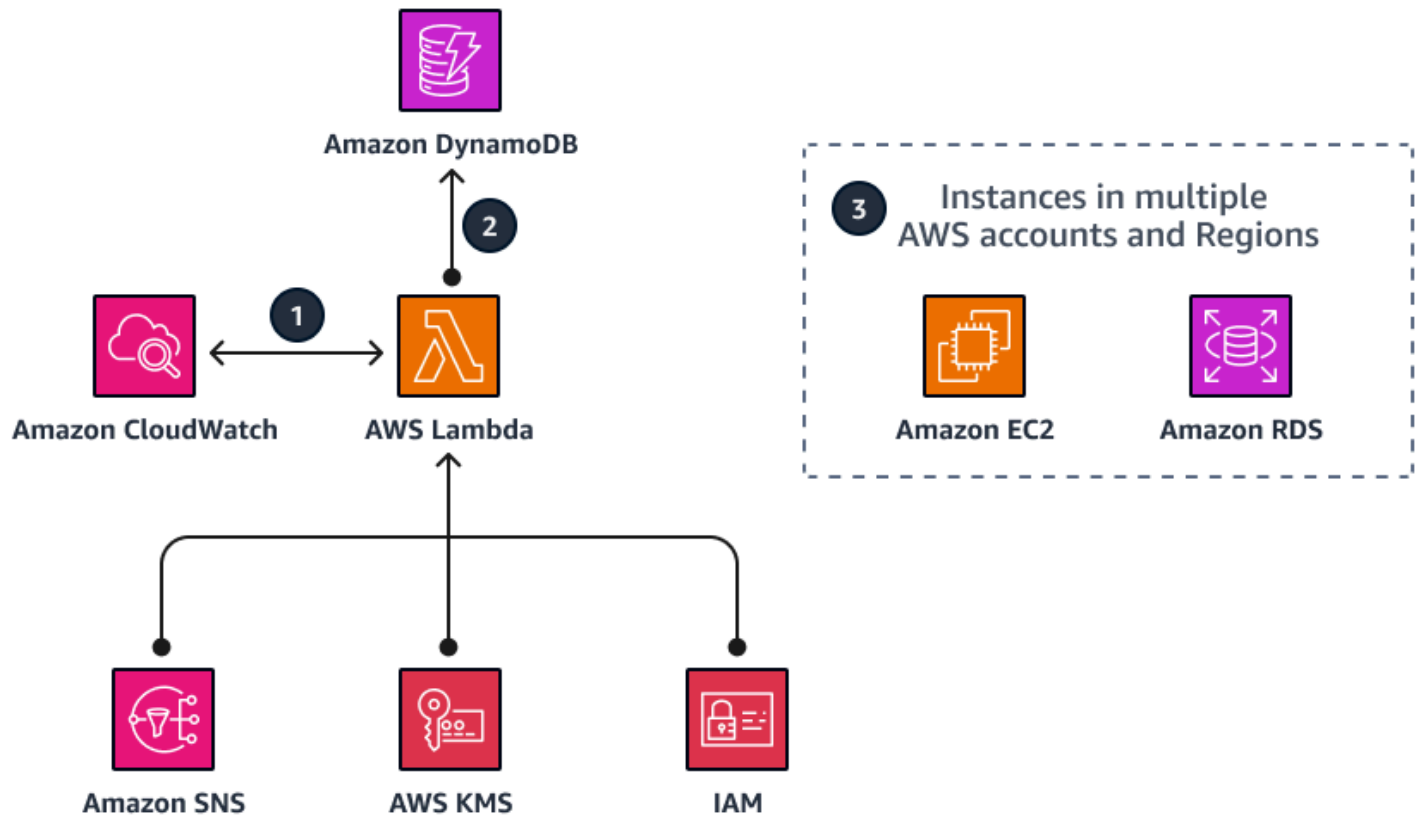 Amazon DynamoDB
2
3
Instances in multiple
AWS accounts and Regions
1
Amazon CloudWatch
AWS Lambda
Amazon EC2
Amazon RDS
Amazon SNS
AWS KMS
IAM